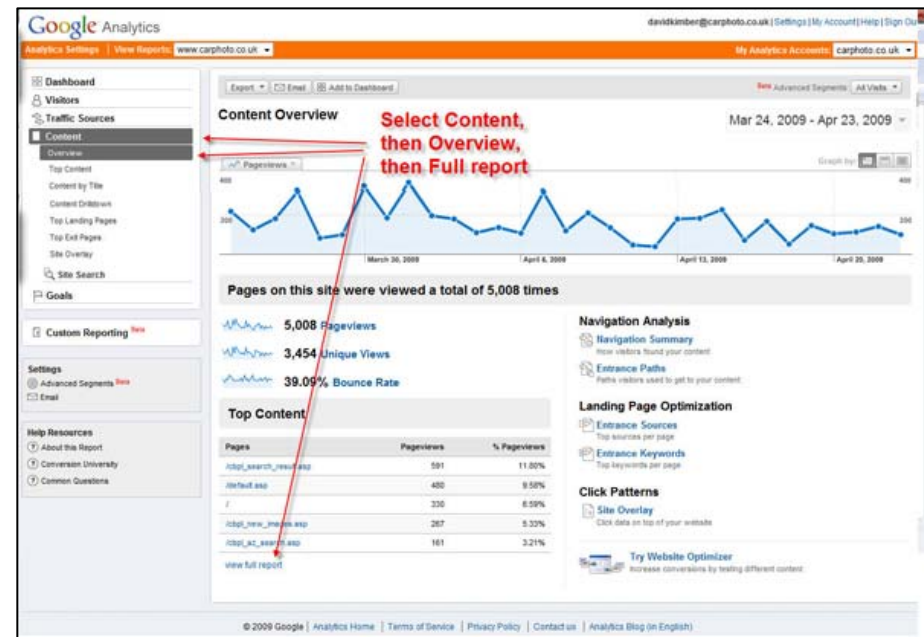 Google Analytics
davidkimber@carphoto.co.uk | Settings | My Account | Help | Sign Ou
Analytics Settings | View Reports: www.carphoto.co.uk
My Analytics Accounts: carphoto.co.uk
Dashboard
Visitors
Traffic Sources
Content
Overview
Top Content
Content by Title
Content Drilldown
Top Landing Pages
Top Exit Pages
Site Overlay
Site Search
Goals
Custom Reporting Beta
Settings
Advanced Segments Beta
Email
Help Resources
About this Report
Conversion University
Common Questions
Export Email Add to Dashboard
Beta Advanced Segments: All Visits
Content Overview
Mar 24, 2009 - Apr 23, 2009
Select Content,
then Overview,
then Full report
Pageviews
Graph by:
400 400
200 200
March 30, 2009 April 6, 2009 April 13, 2009 April 20, 2009
Pages on this site were viewed a total of 5,008 times
5,008 Pageviews
3,454 Unique Views
39.09% Bounce Rate
Top Content
Pages Pageviews % Pageviews
/cbpl_search_result.asp 591 11.80%
/default.asp 480 9.58%
/ 330 6.59%
/cbpl_new_images.asp 267 5.33%
/cbpl_az_search.asp 161 3.21%
view full report
Navigation Analysis
Navigation Summary
How visitors found your content
Entrance Paths
Paths visitors used to get to your content
Landing Page Optimization
Entrance Sources
Top sources per page
Entrance Keywords
Top keywords per page
Click Patterns
Site Overlay
Click data on top of your website
Try Website Optimizer
Increase conversions by testing different content
© 2009 Google | Analytics Home | Terms of Service | Privacy Policy | Contact us | Analytics Blog (in English)